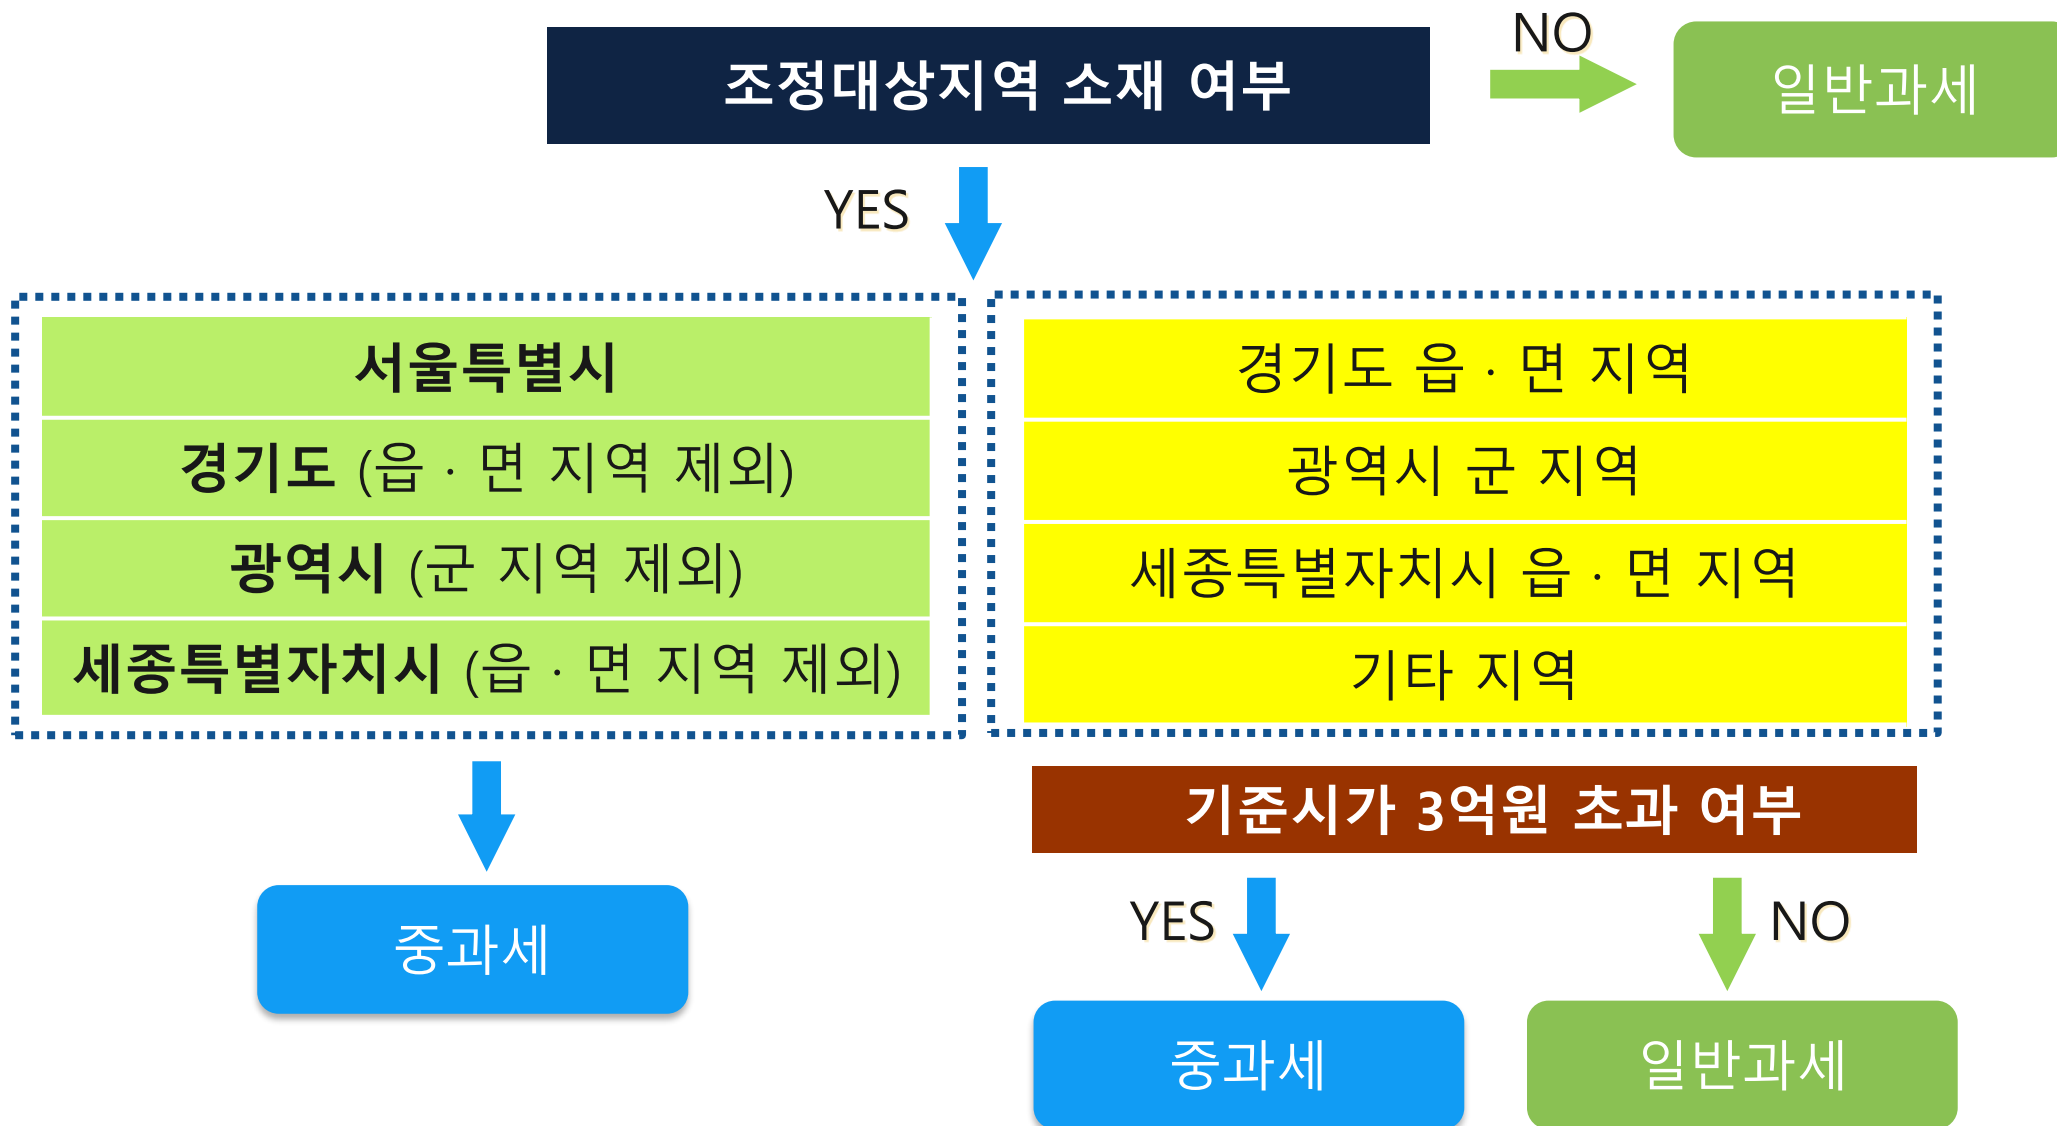 조정대상지역 소재 여부
NO
일반과세
YES
서울특별시
경기도 (읍 · 면 지역 제외)
광역시 (군 지역 제외)
세종특별자치시 (읍 · 면 지역 제외)
경기도 읍 · 면 지역
광역시 군 지역
세종특별자치시 읍 · 면 지역
기타 지역
중과세
기준시가 3억원 초과 여부
YES
NO
중과세
일반과세